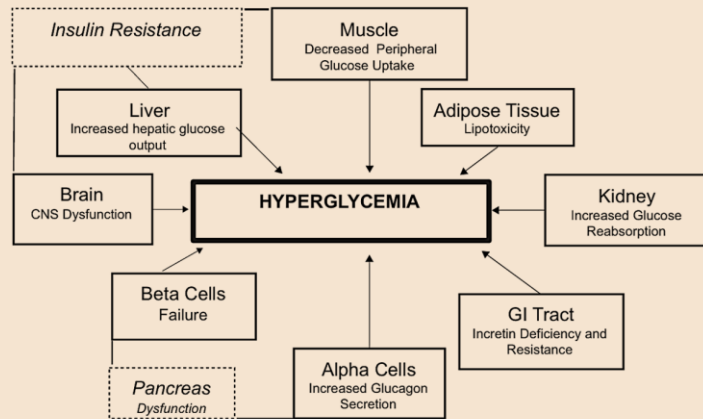 Insulin Resistance
Muscle
Decreased Peripheral
Glucose Uptake
Liver
Increased hepatic glucose
output
Adipose Tissue
Lipotoxicity
Brain
CNS Dysfunction
HYPERGLYCEMIA
Kidney
Increased Glucose
Reabsorption
Beta Cells
Failure
GI Tract
Incretin Deficiency and
Resistance
Alpha Cells
Increased Glucagon
Secretion
Pancreas
Dysfunction